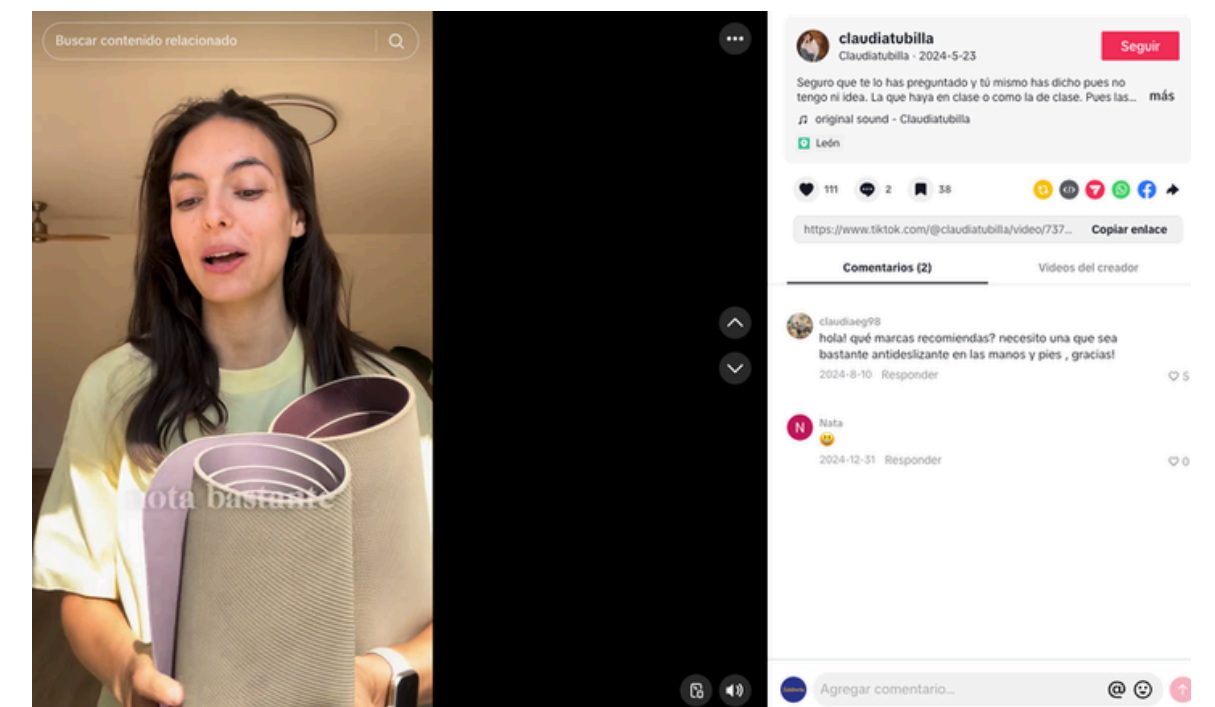 Buscar contenido relacionado
nota bastante
claudiatubilla
Seguir
Claudiatubilla · 2024-5-23
Seguro que te lo has preguntado y tú mismo has dicho pues no
tengo ni idea. La que haya en clase o como la de clase. Pues las... más
original sound - Claudiatubilla
León
111 2 38
https://www.tiktok.com/@claudiatubilla/video/737... Copiar enlace
Comentarios (2) Videos del creador
claudiaeg98
hola! qué marcas recomiendas? necesito una que sea
bastante antideslizante en las manos y pies , gracias!
2024-8-10 Responder 5
N Nata
😃
2024-12-31 Responder 0
Agregar comentario... @